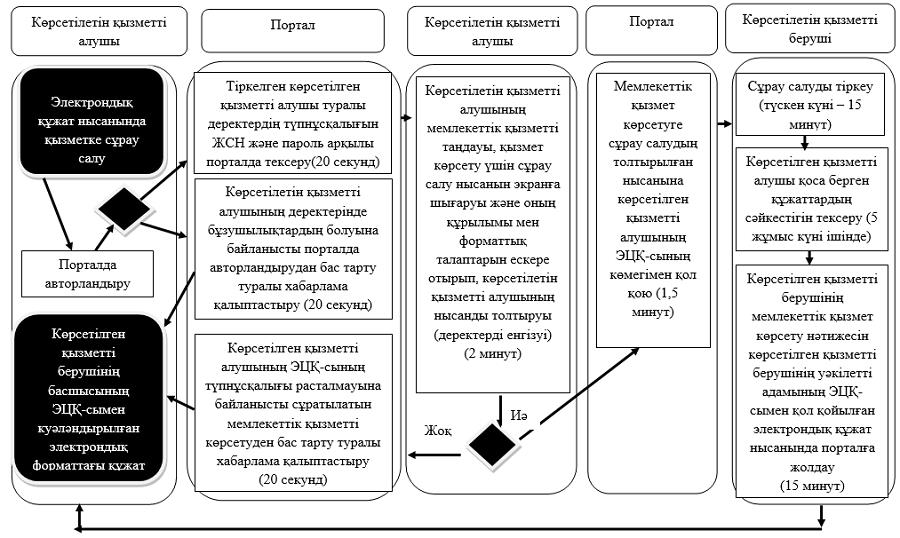 Көрсетілетін қызметті
алушы
Портал
Көрсетілетін қызметті
алушы
Портал
Көрсетілетін қызметті
беруші
Электрондық
құжат нысанында
қызметке сұрау
салу
Порталда
авторландыру
Көрсетілген
қызметті
берушінің
басшысының
ЭЦҚ-сымен
куәландырылған
электрондық
форматтағы құжат
Тіркелген көрсетілген
қызметті алушы туралы
деректердің түпнұсқалығын
ЖСН және пароль арқылы
порталда тексеру(20 секунд)
Көрсетілетін қызметті
алушының деректерінде
бұзушылықтардың болуына
байланысты порталда
авторландырудан бас тарту
туралы хабарлама
қалыптастыру (20 секунд)
Көрсетілген қызметті
алушының ЭЦҚ-сының
түпнұсқалығы расталмауына
байланысты сұратылатын
мемлекеттік қызметті
көрсетуден бас тарту туралы
хабарлама қалыптастыру
(20 секунд)
Көрсетілетін қызметті
алушының
мемлекеттік қызметті
таңдауы, қызмет
көрсету үшін сұрау
салу нысанын экранға
шығаруы және оның
құрылымы мен
форматтық
талаптарын ескере
отырып, көрсетілетін
қызметті алушының
нысанды толтыруы
(деректерді енгізуі)
(2 минут)
Иә
Жоқ
Мемлекеттік
қызмет
көрсетуге
сұрау салудың
толтырылған
нысанына
көрсетілген
қызметті
алушының
ЭЦҚ-сының
көмегімен қол
қою (1,5
минут)
Сұрау салуды тіркеу
(түскен күні – 15
минут)
Көрсетілген қызметті
алушы қоса берген
құжаттардың
сәйкестігін тексеру (5
жұмыс күні ішінде)
Көрсетілген қызметті
берушінің
мемлекеттік қызмет
көрсету нәтижесін
көрсетілген қызметті
берушінің уәкілетті
адамының ЭЦҚ-
сымен қол қойылған
электрондық құжат
нысанында порталға
жолдау
(15 минут)